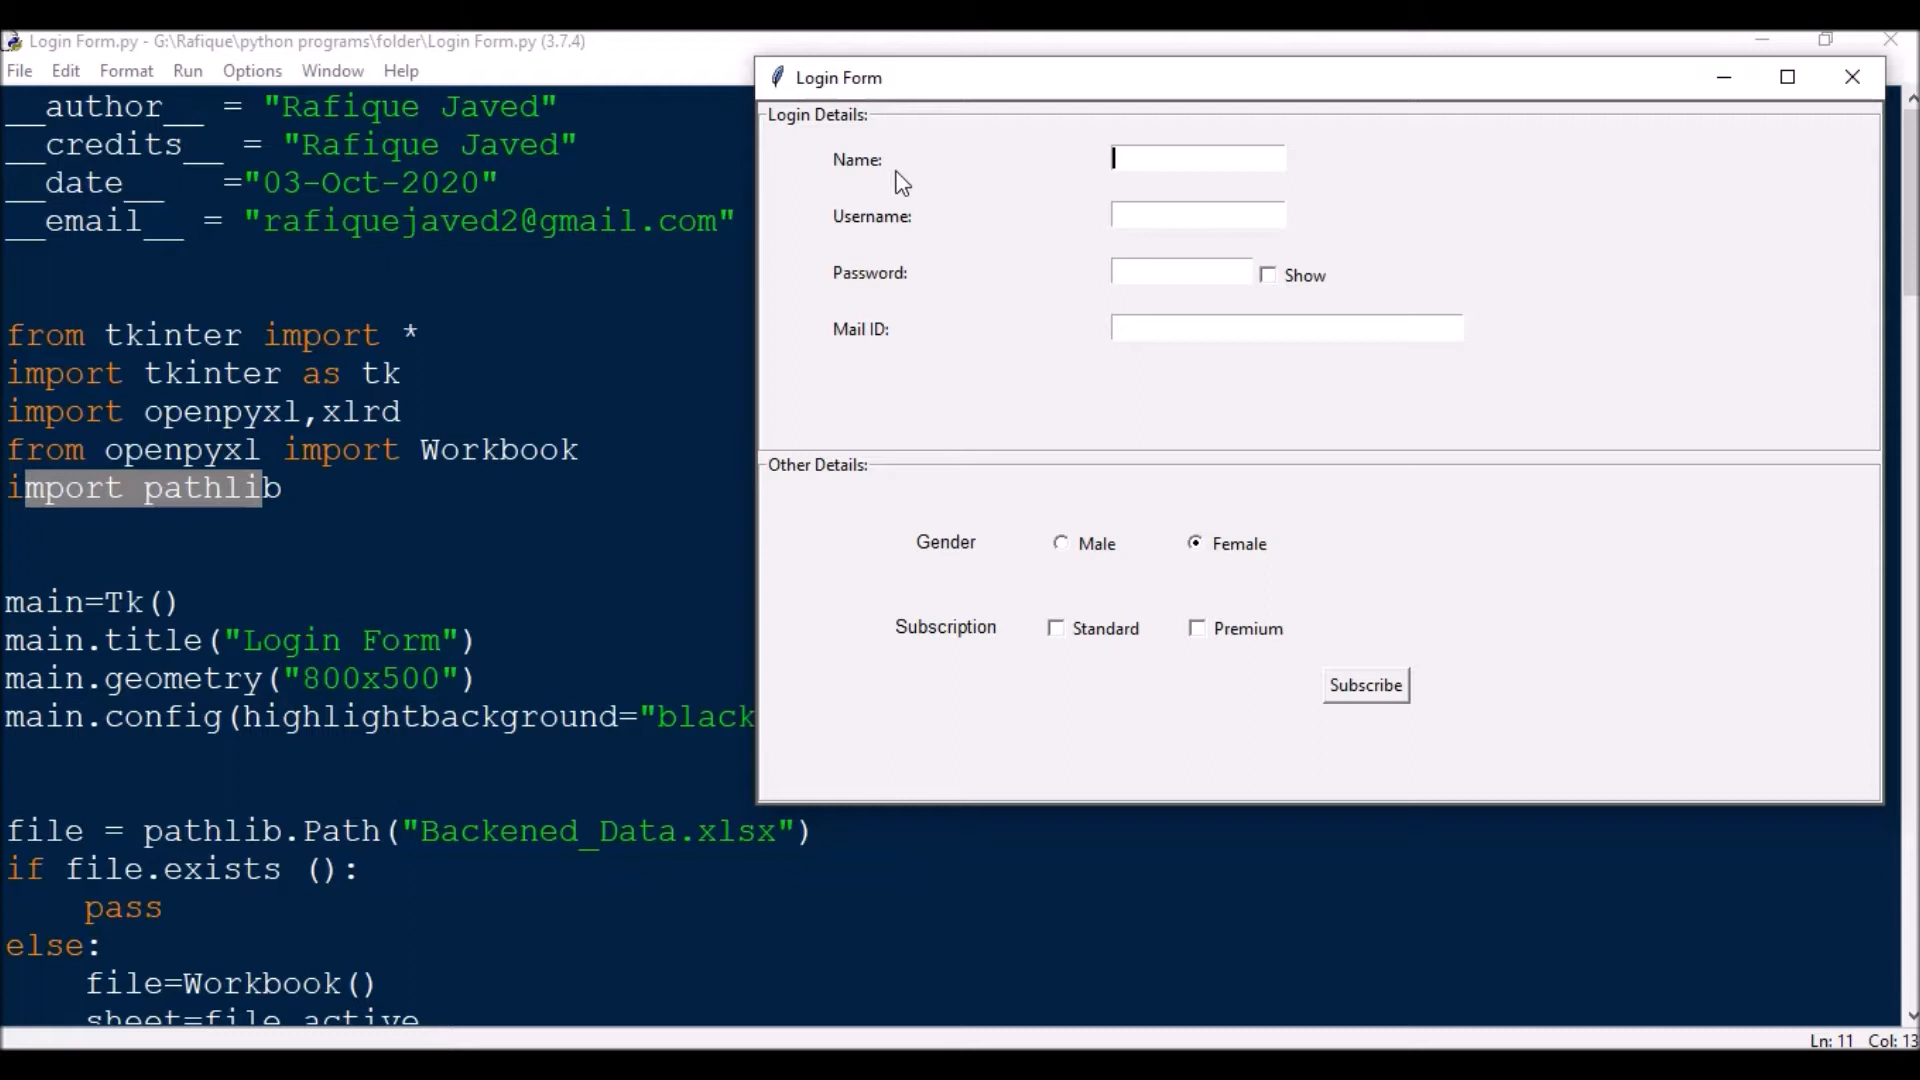 Login Form.py - G:\Rafique\python programs\folder\Login Form.py (3.7.4)
File Edit Format Run Options Window Help
__author__ = "Rafique Javed"
__credits__ = "Rafique Javed"
__date__ ="03-Oct-2020"
__email__ = "rafiquejaved2@gmail.com"
from tkinter import *
import tkinter as tk
import openpyxl,xlrd
from openpyxl import Workbook
import pathlib
main=Tk()
main.title("Login Form")
main.geometry("800x500")
main.config(highlightbackground="black
file = pathlib.Path("Backened_Data.xlsx")
if file.exists ():
pass
else:
file=Workbook()
sheet=file.active
Login Form
Login Details:
Name:
Username:
Password: Show
Mail ID:
Other Details:
Gender Male Female
Subscription Standard Premium
Subscribe
Ln: 11 Col: 13